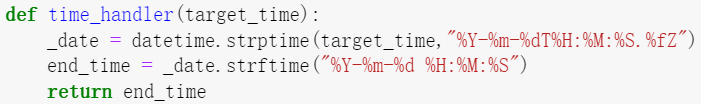 def time_handler(target_time):
    _date = datetime.strptime(target_time,"%Y-%m-%dT%H:%M:%S.%fZ")
    end_time = _date.strftime("%Y-%m-%d %H:%M:%S")
    return end_time